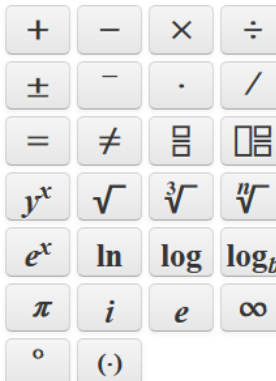 + − × ÷
± − · /
= ≠ □/□ □□/□
yˣ √ ∛ ⁿ√
eˣ ln log log_b
π i e ∞
° (·)